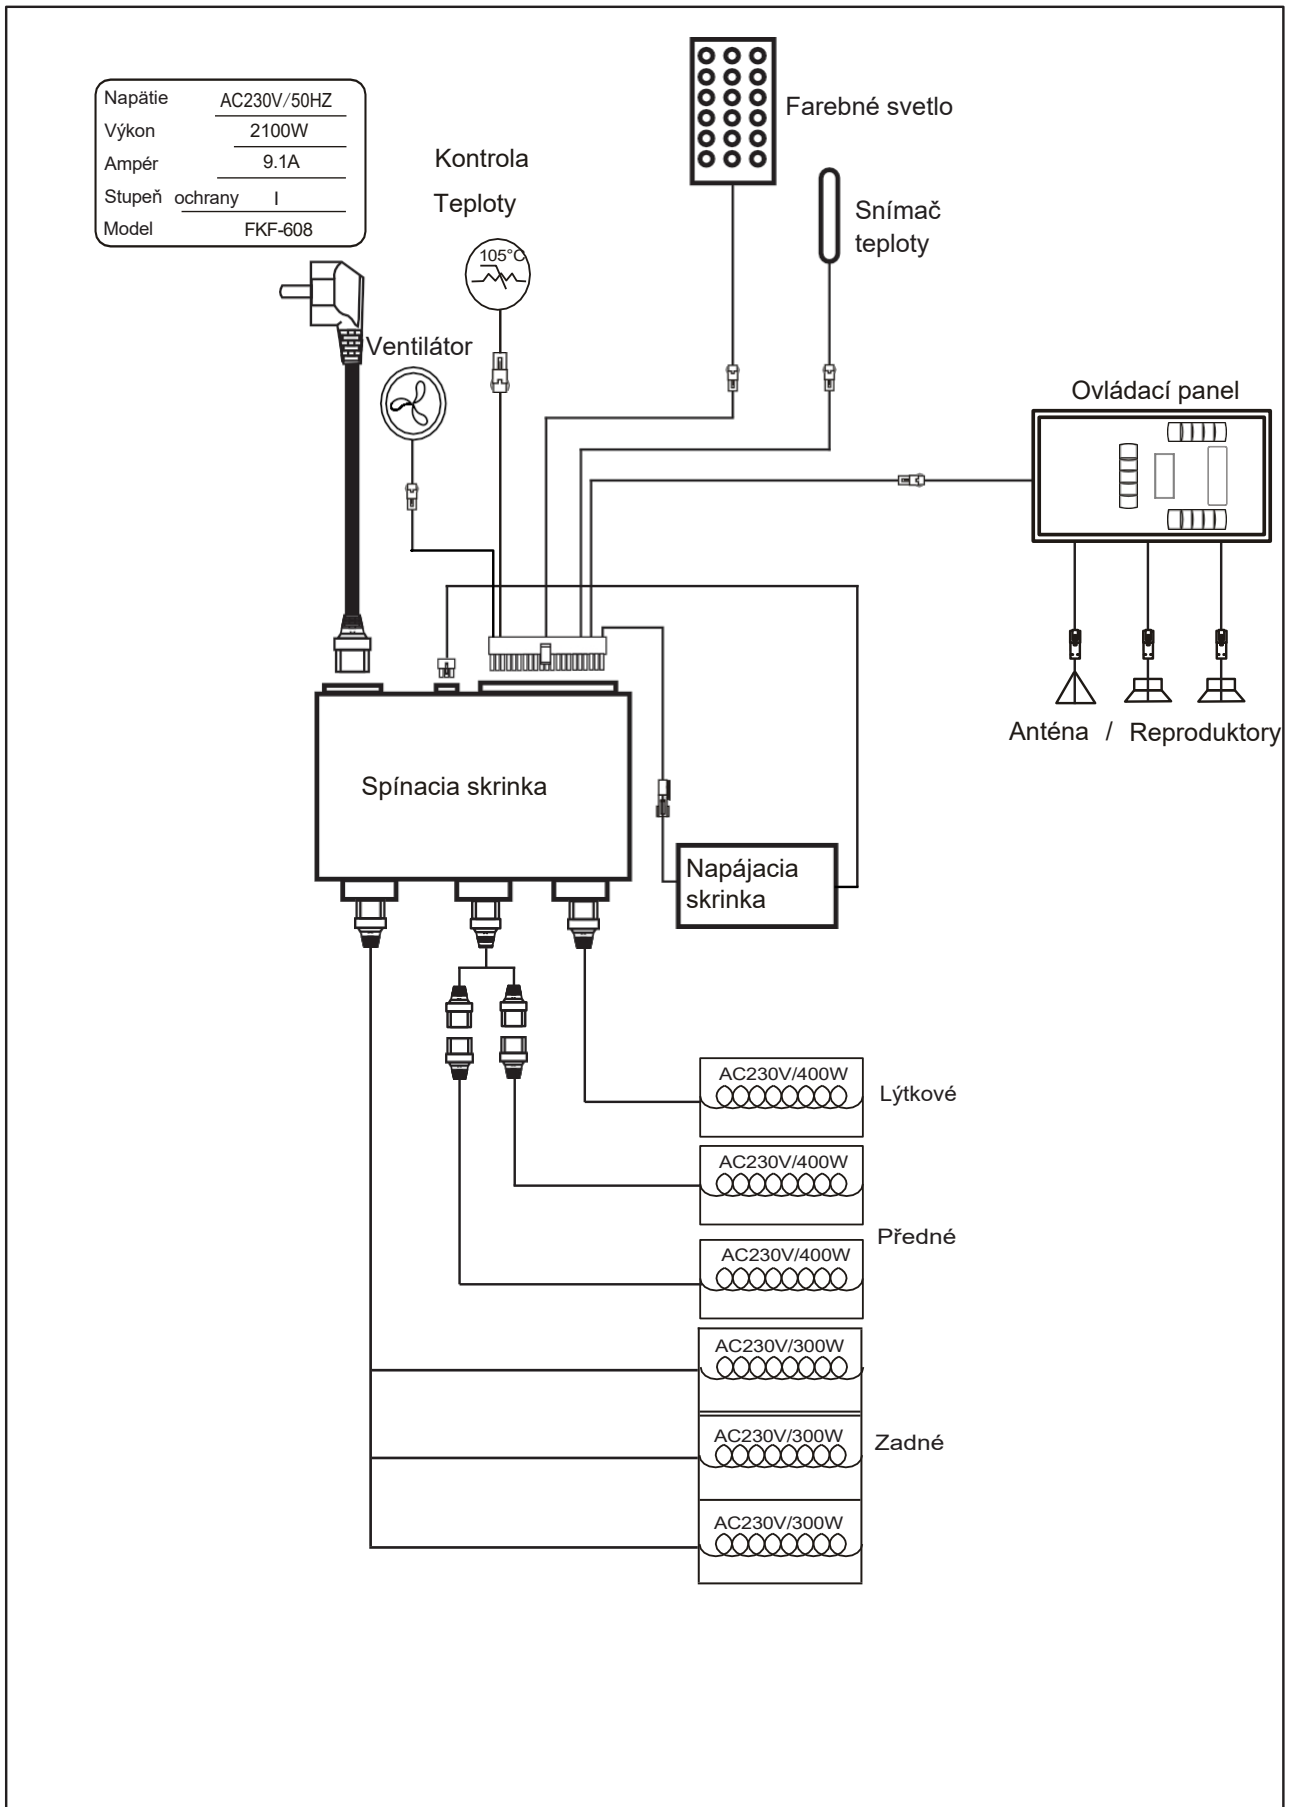 Napätie AC230V/50HZ
Výkon 2100W
Ampér 9.1A
Stupeň ochrany I
Model FKF-608
Farebné svetlo
Kontrola
Teploty
105°C
Snímač
teploty
Ventilátor
Ovládací panel
Anténa / Reproduktory
Spínacia skrinka
Napájacia
skrinka
AC230V/400W
Lýtkové
AC230V/400W
Předné
AC230V/400W
AC230V/300W
AC230V/300W
Zadné
AC230V/300W